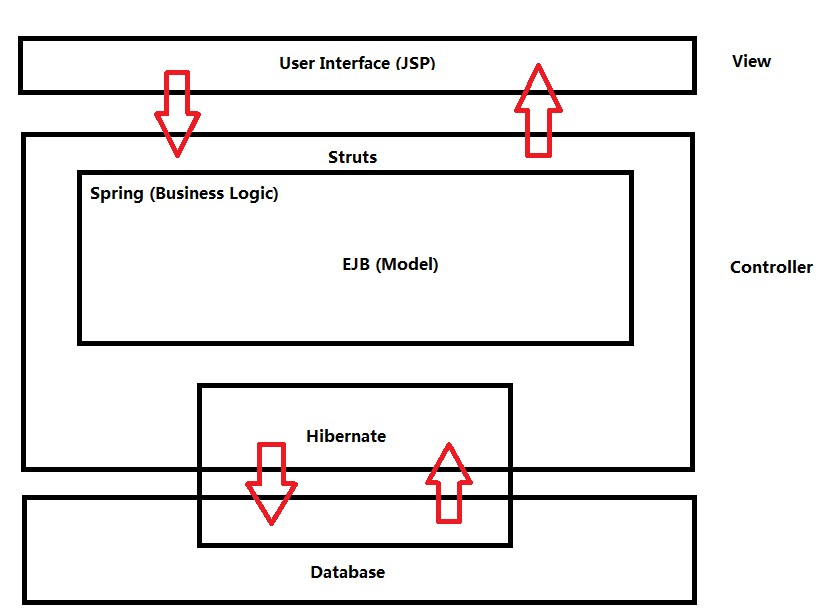 User Interface (JSP)
View
Struts
Spring (Business Logic)
EJB (Model)
Controller
Hibernate
Database